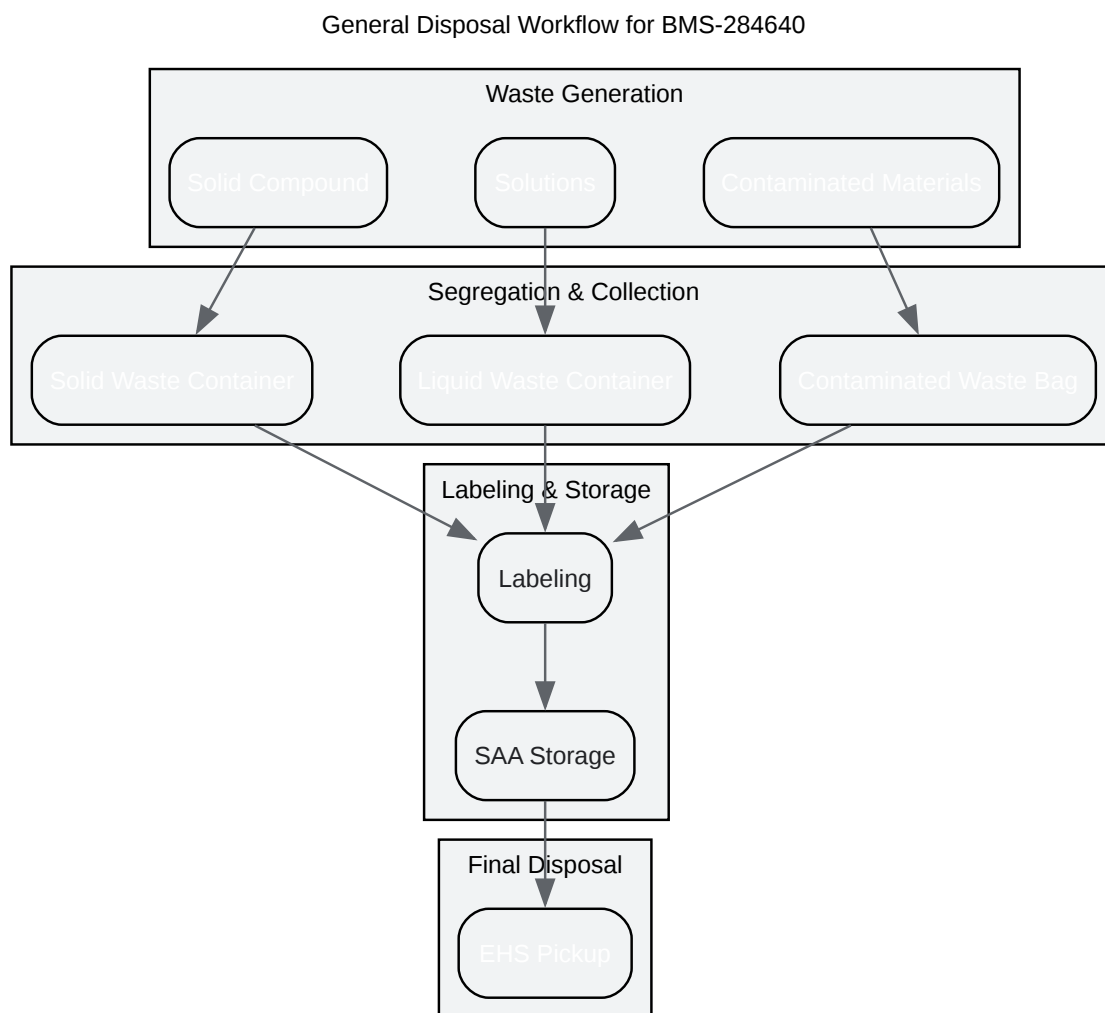 General Disposal Workflow for BMS-284640
Waste Generation
Solid Compound
Solutions
Contaminated Materials
Segregation & Collection
Solid Waste Container
Liquid Waste Container
Contaminated Waste Bag
Labeling & Storage
Labeling
SAA Storage
Final Disposal
EHS Pickup